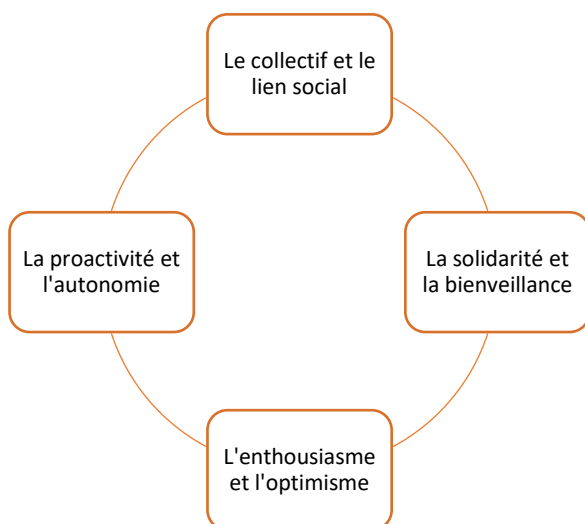 Le collectif et le
lien social
La proactivité et
l'autonomie
La solidarité et
la bienveillance
L'enthousiasme
et l'optimisme